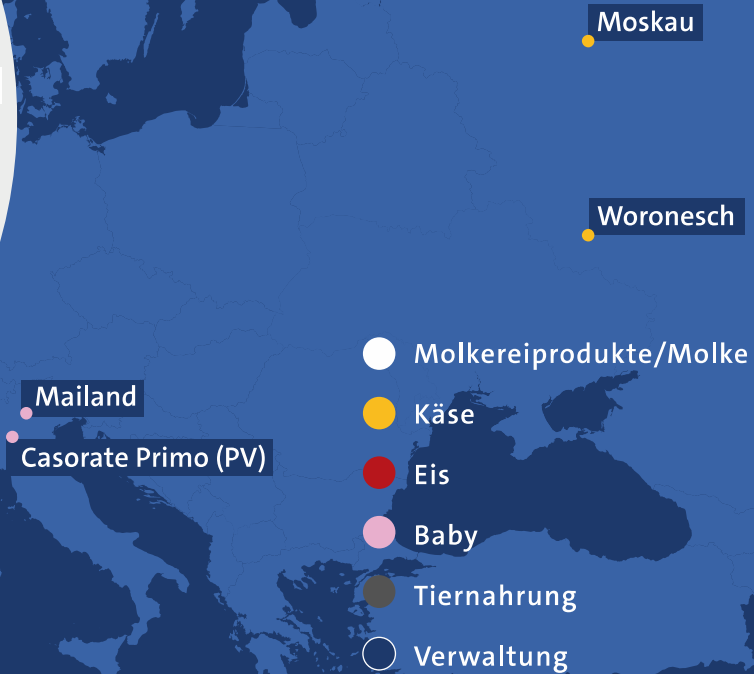 Moskau
Woronesch
Molkereiprodukte/Molke
Mailand
Käse
Casorate Primo (PV)
Eis
Baby
Tiernahrung
Verwaltung